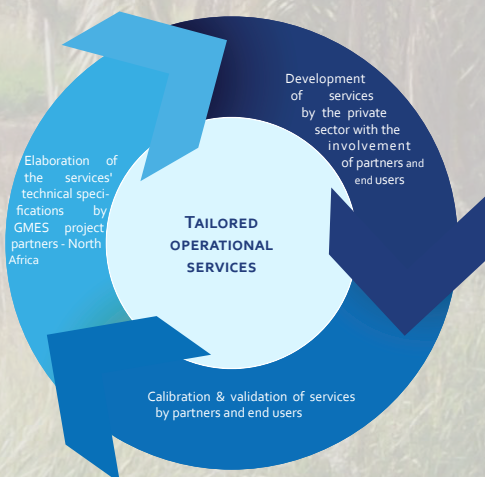 Development
of services
by the private
sector with the
involvement
of partners and
end users
Elaboration of
the services'
technical speci-
fications by
GMES project
partners - North
Africa
TAILORED
OPERATIONAL
SERVICES
Calibration & validation of services
by partners and end users